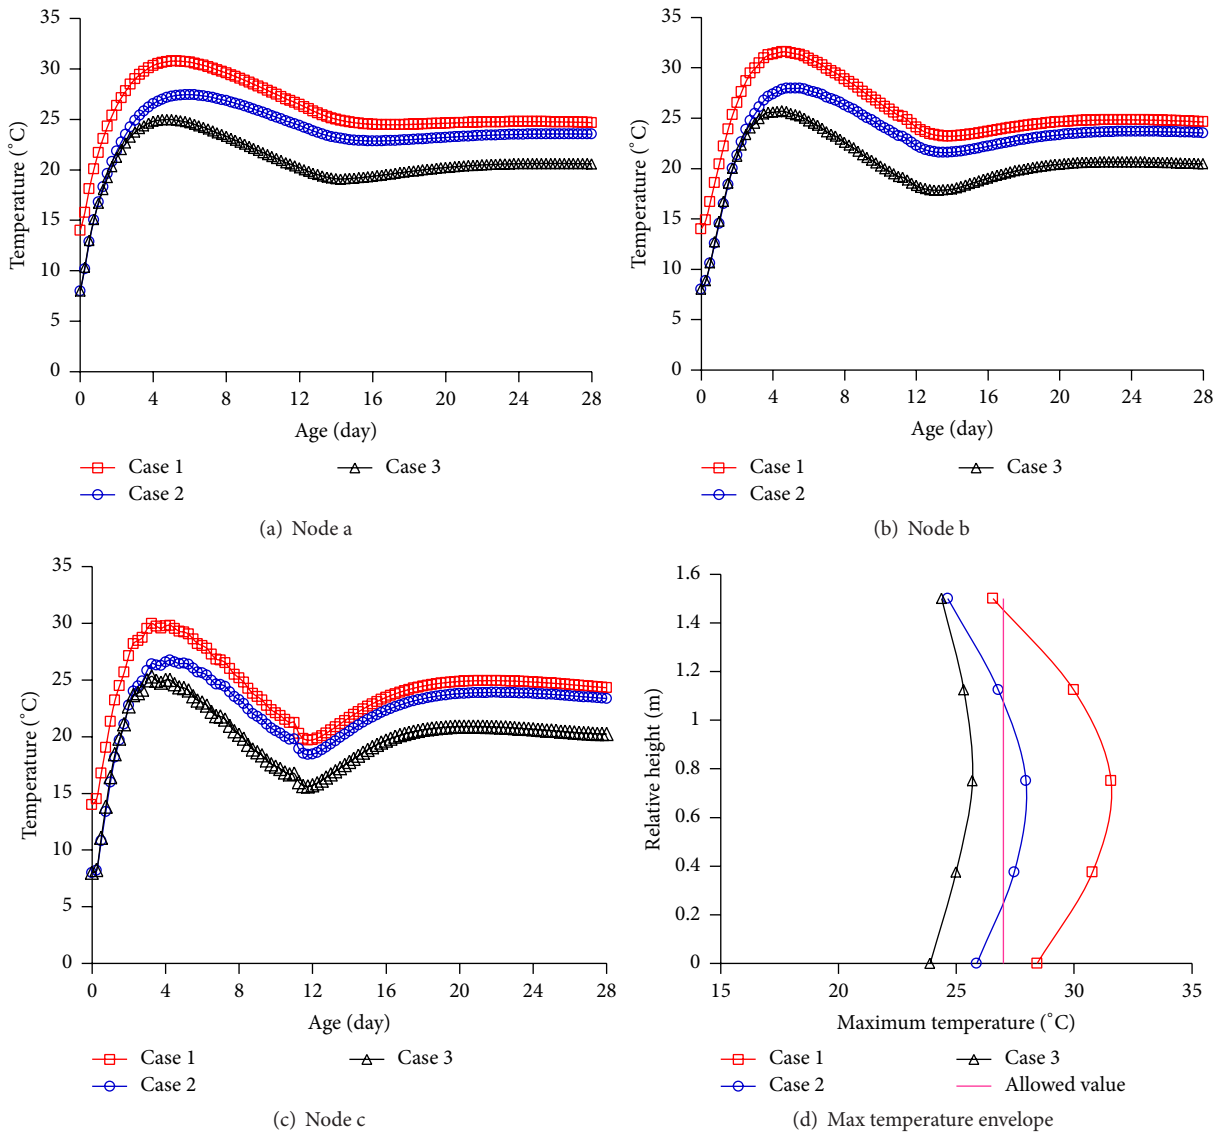 35
30
25
20
15
10
5
0
Temperature (°C)
0 4 8 12 16 20 24 28
Age (day)
Case 1
Case 2
Case 3
(a) Node a
35
30
25
20
15
10
5
0
Temperature (°C)
0 4 8 12 16 20 24 28
Age (day)
Case 1
Case 2
Case 3
(b) Node b
35
30
25
20
15
10
5
0
Temperature (°C)
0 4 8 12 16 20 24 28
Age (day)
Case 1
Case 2
Case 3
(c) Node c
1.6
1.4
1.2
1
0.8
0.6
0.4
0.2
0
Relative height (m)
15 20 25 30 35
Maximum temperature (°C)
Case 1
Case 2
Case 3
Allowed value
(d) Max temperature envelope